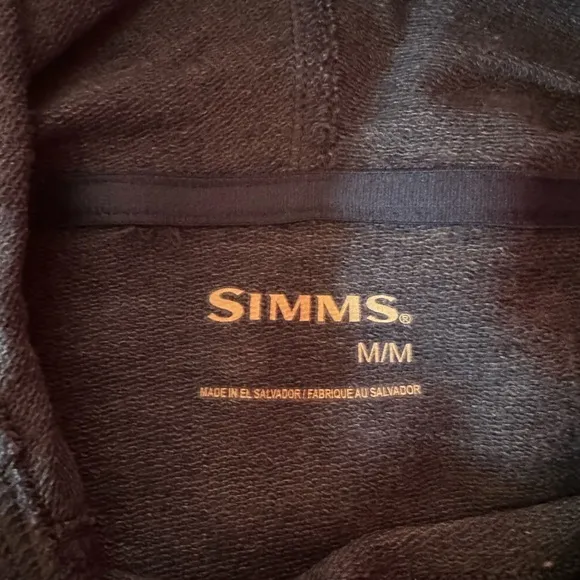 SIMMS®
M/M
MADE IN EL SALVADOR / FABRIQUE AU SALVADOR